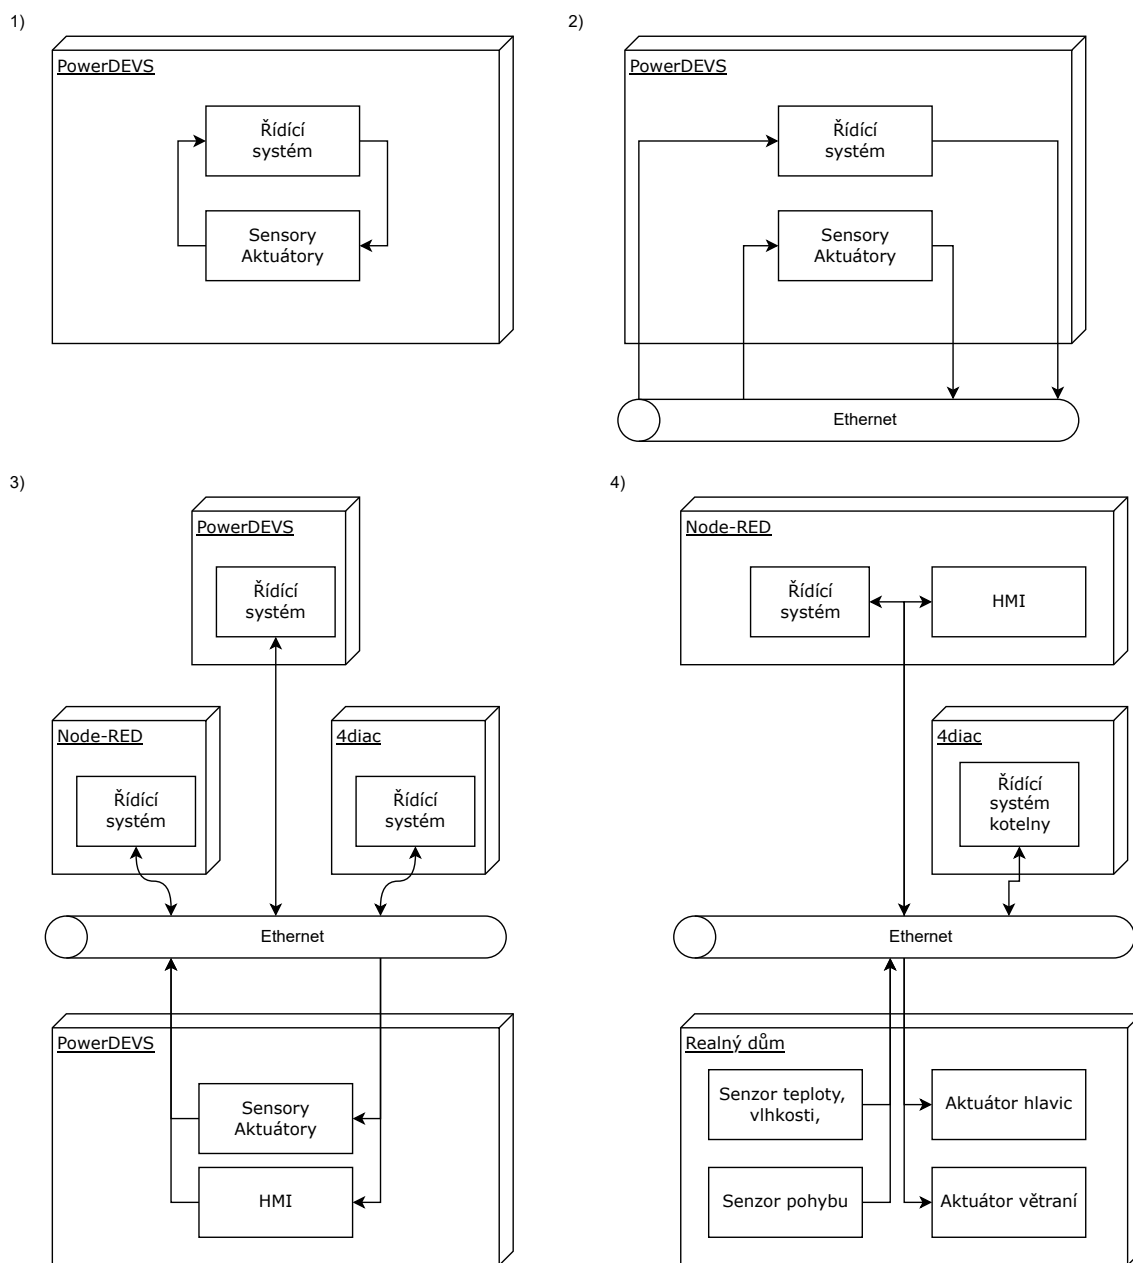 1)
PowerDEVS
Řídící
systém
Sensory
Aktuátory
2)
PowerDEVS
Řídící
systém
Sensory
Aktuátory
Ethernet
3)
PowerDEVS
Řídící
systém
Node-RED
Řídící
systém
4diac
Řídící
systém
Ethernet
PowerDEVS
Sensory
Aktuátory
HMI
4)
Node-RED
Řídící
systém
HMI
4diac
Řídící
systém
kotelny
Ethernet
Realný dům
Senzor teploty,
vlhkosti,
Aktuátor hlavic
Senzor pohybu
Aktuátor větraní